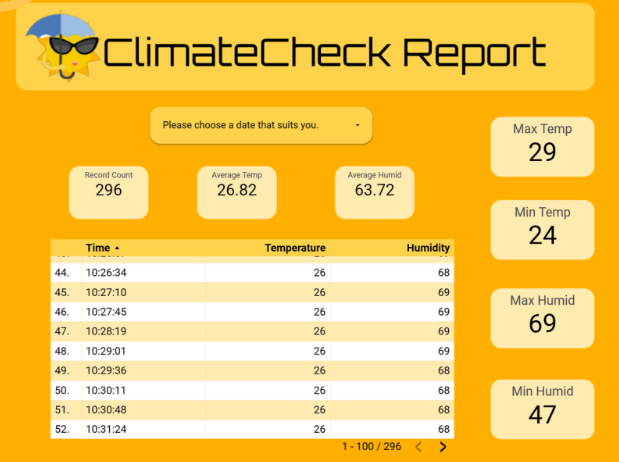 ClimateCheck Report
Please choose a date that suits you.
Max Temp
29
Record Count
296
Average Temp
26.82
Average Humid
63.72
Min Temp
24
Max Humid
69
Min Humid
47
Time Temperature Humidity
44. 10:26:34 26 68
45. 10:27:10 26 69
46. 10:27:45 26 69
47. 10:28:19 26 69
48. 10:29:01 26 69
49. 10:29:36 26 68
50. 10:30:11 26 68
51. 10:30:48 26 68
52. 10:31:24 26 68
1 - 100 / 296